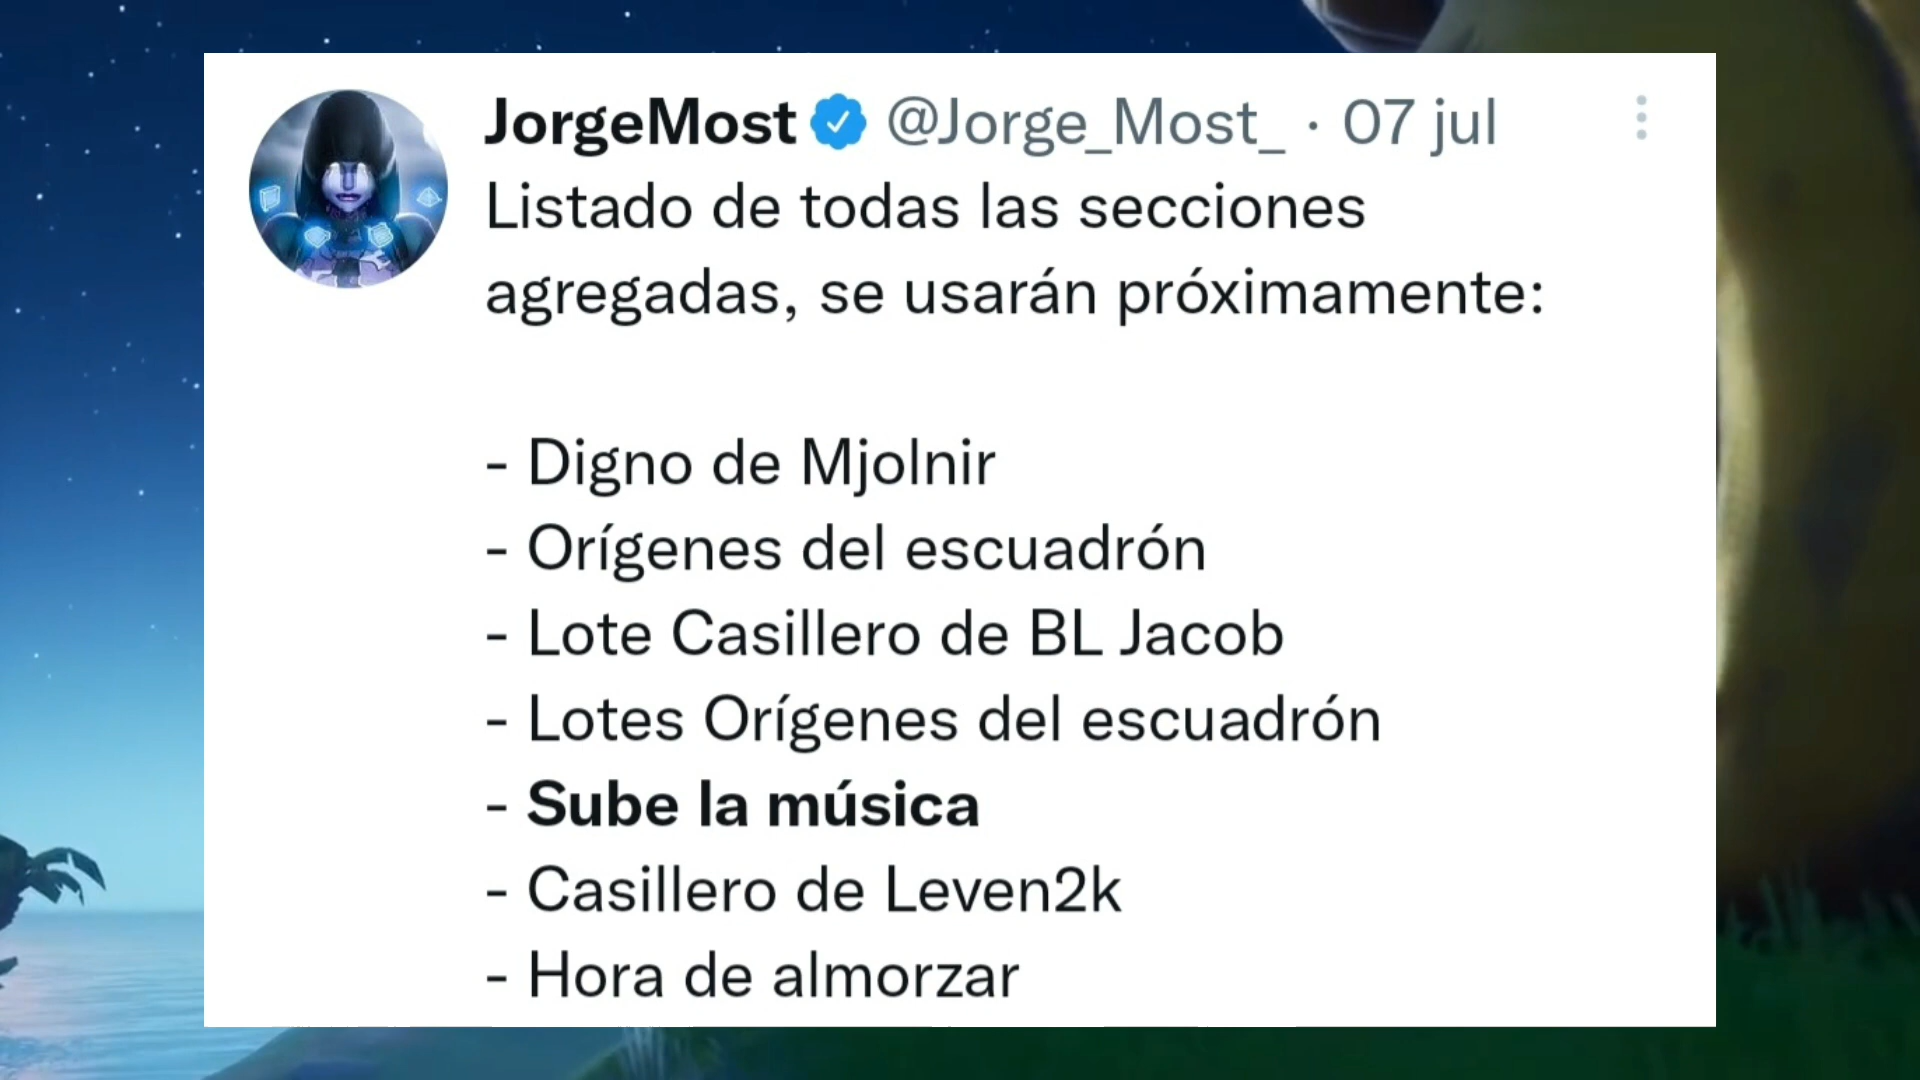 JorgeMost @Jorge_Most_ · 07 jul
Listado de todas las secciones
agregadas, se usarán próximamente:
- Digno de Mjolnir
- Orígenes del escuadrón
- Lote Casillero de BL Jacob
- Lotes Orígenes del escuadrón
- Sube la música
- Casillero de Leven2k
- Hora de almorzar